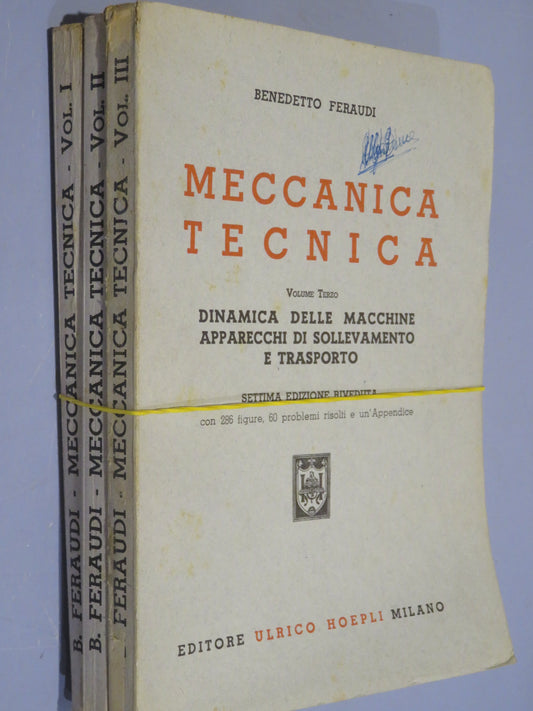 B. FERAUDI - MECCANICA TECNICA - VOL. I
B. FERAUDI - MECCANICA TECNICA - VOL. II
FERAUDI - MECCANICA TECNICA - VOL. III
BENEDETTO FERAUDI
MECCANICA
TECNICA
VOLUME TERZO
DINAMICA DELLE MACCHINE
APPARECCHI DI SOLLEVAMENTO
E TRASPORTO
SETTIMA EDIZIONE RIVEDUTA
con 286 figure, 60 problemi risolti e un'Appendice
EDITORE ULRICO HOEPLI MILANO